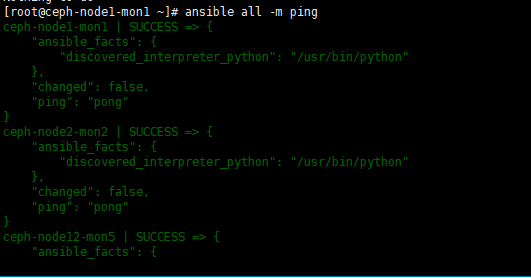 [root@ceph-node1-mon1 ~]# ansible all -m ping
ceph-node1-mon1 | SUCCESS => {
    "ansible_facts": {
        "discovered_interpreter_python": "/usr/bin/python"
    },
    "changed": false,
    "ping": "pong"
}
ceph-node2-mon2 | SUCCESS => {
    "ansible_facts": {
        "discovered_interpreter_python": "/usr/bin/python"
    },
    "changed": false,
    "ping": "pong"
}
ceph-node12-mon5 | SUCCESS => {
    "ansible_facts": {